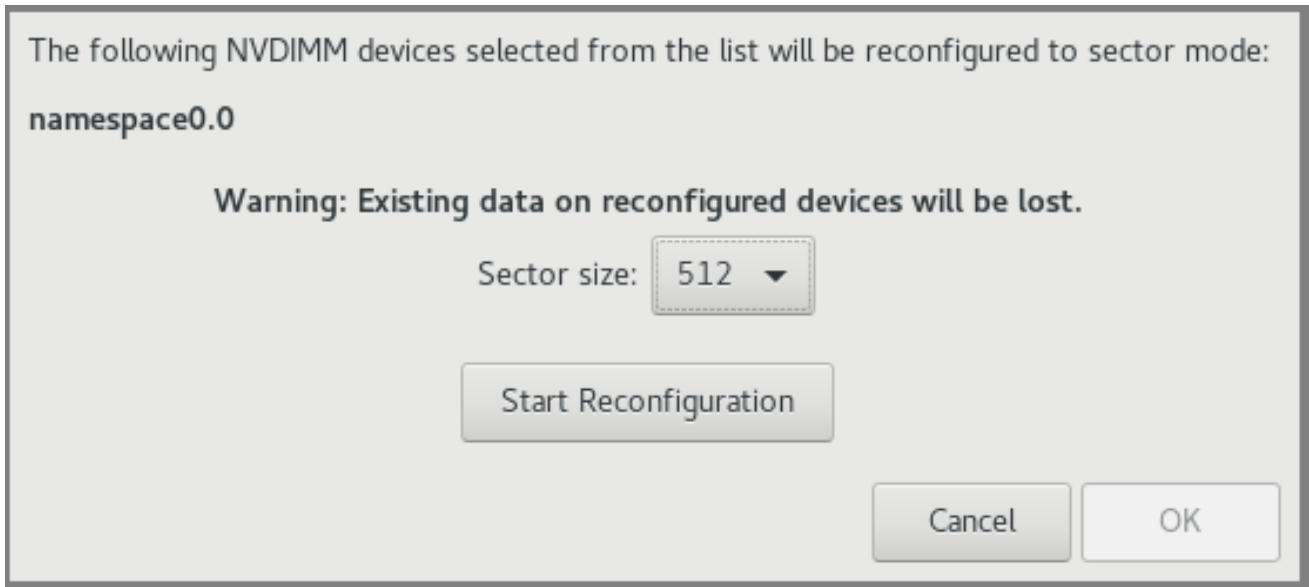 The following NVDIMM devices selected from the list will be reconfigured to sector mode:
namespace0.0
Warning: Existing data on reconfigured devices will be lost.
Sector size: 512
Start Reconfiguration
Cancel OK